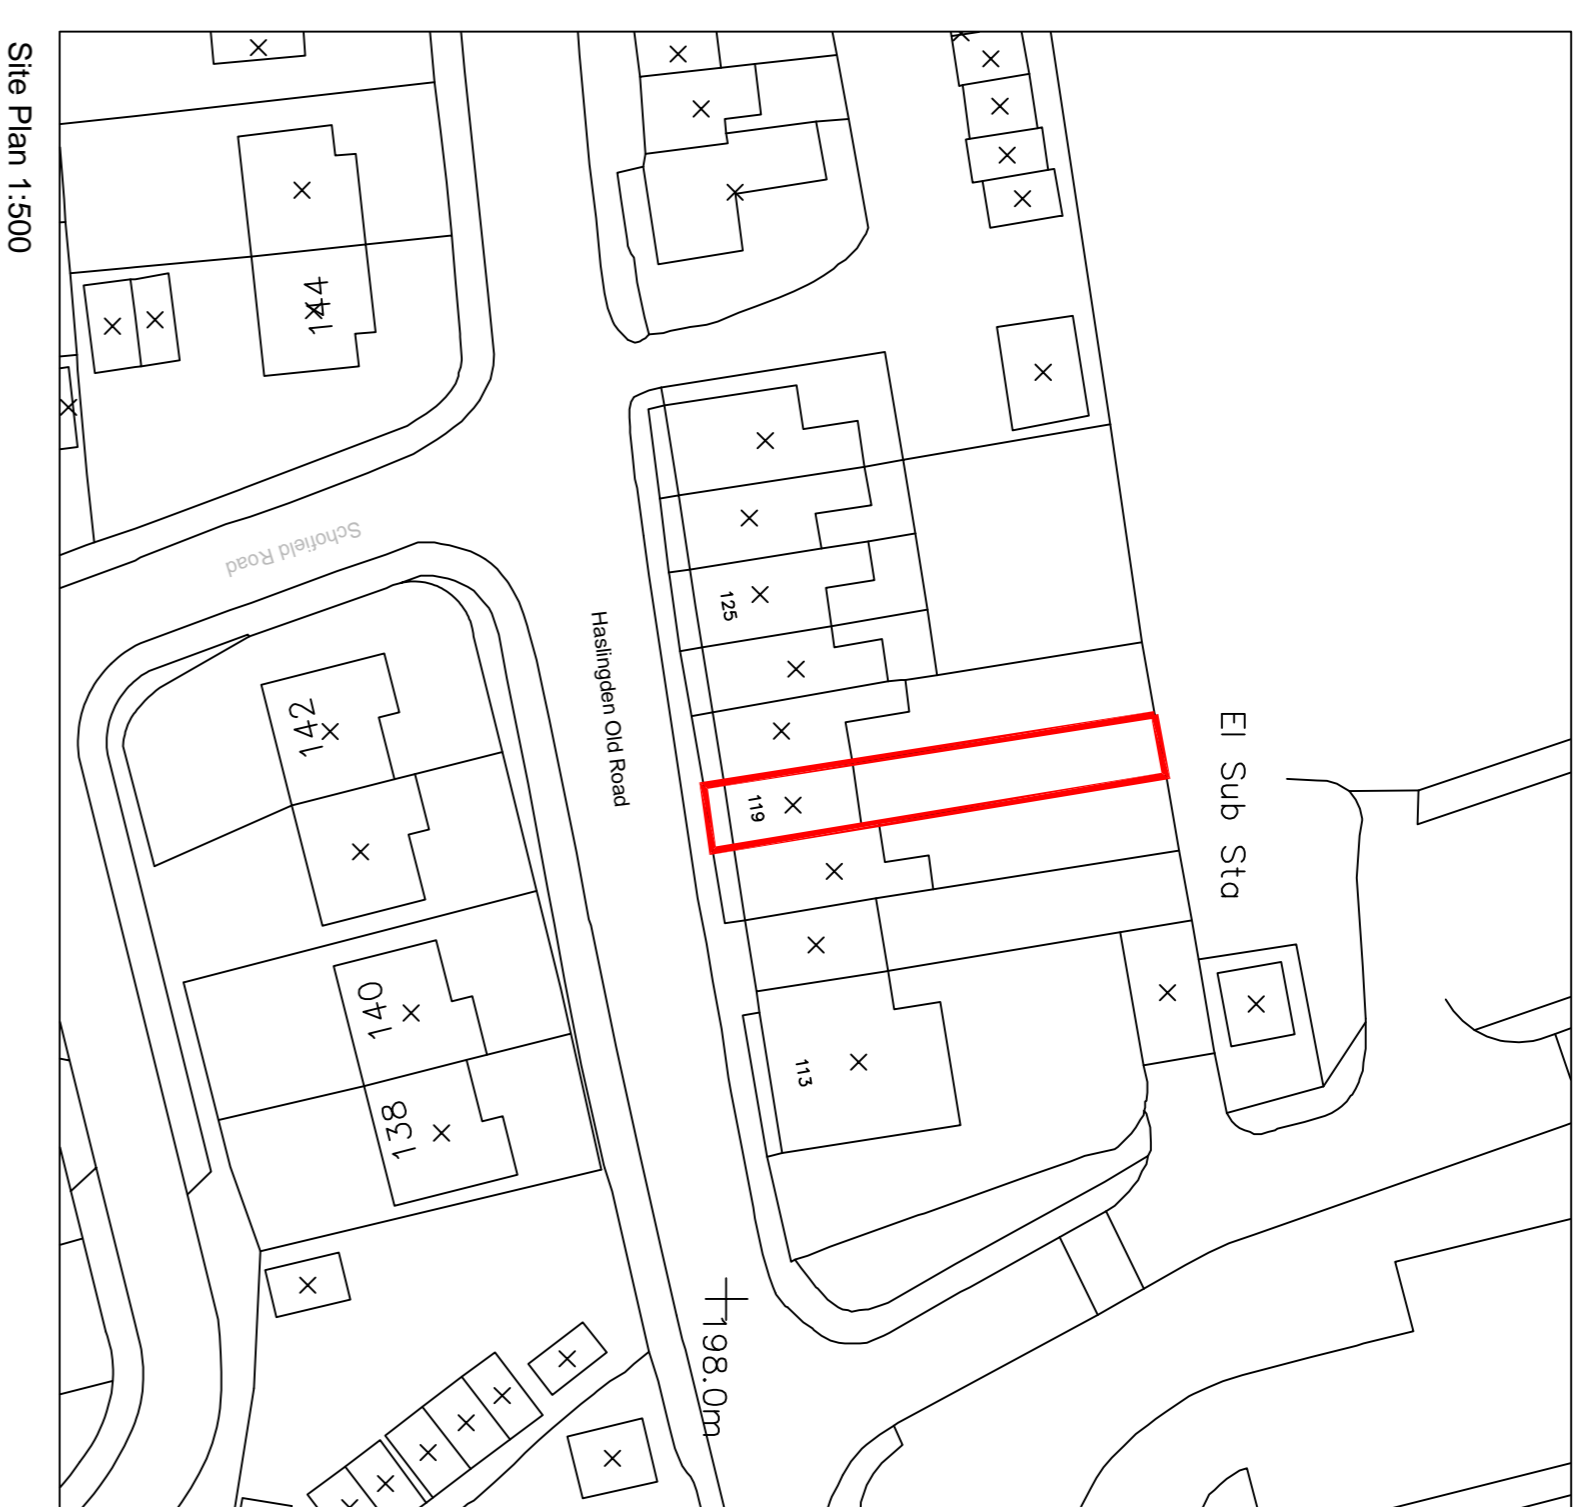 Site Plan 1:500
144
Schofield Road
Haslingden Old Road
125
142
119
El Sub Sta
140
113
138
198.0m